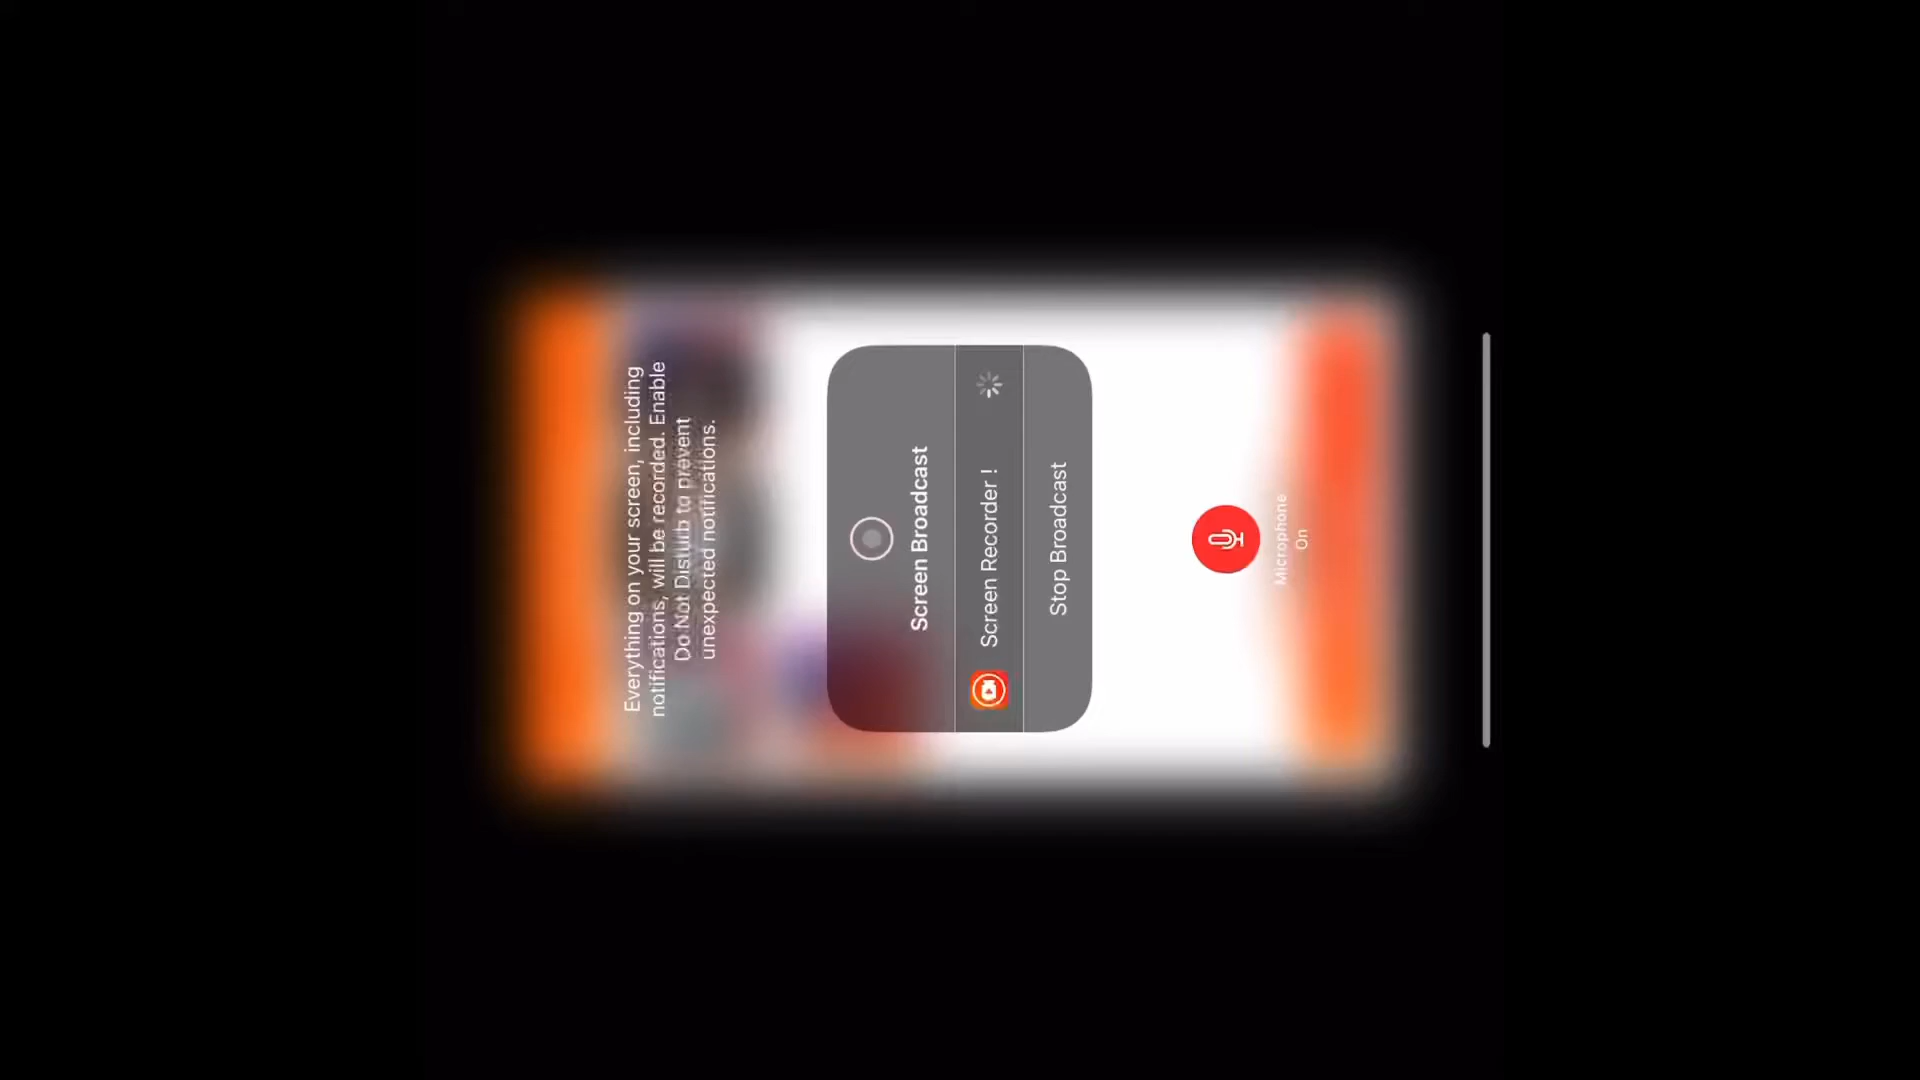 Everything on your screen, including
notifications, will be recorded. Enable
Do Not Disturb to prevent
unexpected notifications.
Screen Broadcast
Screen Recorder !
Stop Broadcast
Microphone
On